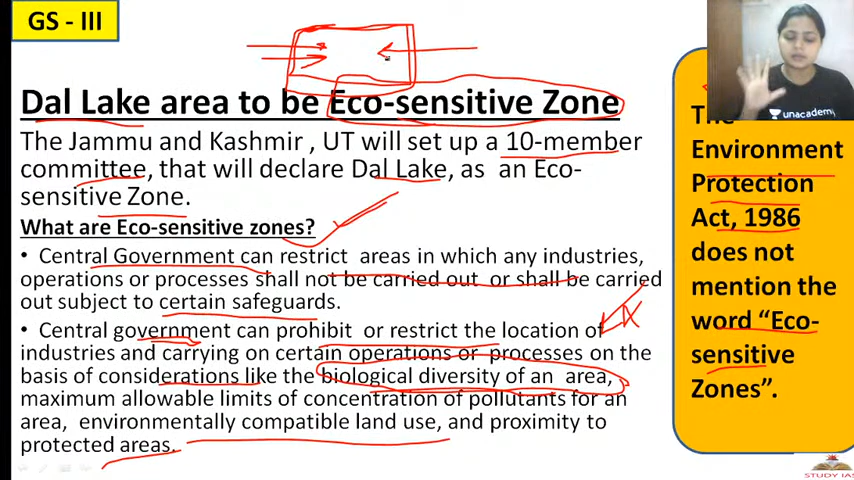 GS - III
Dal Lake area to be Eco-sensitive Zone
The Jammu and Kashmir , UT will set up a 10-member
committee, that will declare Dal Lake, as an Eco-
sensitive Zone.
What are Eco-sensitive zones?
• Central Government can restrict areas in which any industries,
operations or processes shall not be carried out or shall be carried
out subject to certain safeguards.
• Central government can prohibit or restrict the location of
industries and carrying on certain operations or processes on the
basis of considerations like the biological diversity of an area,
maximum allowable limits of concentration of pollutants for an
area, environmentally compatible land use, and proximity to
protected areas.
unacademy
The
Environment
Protection
Act, 1986
does not
mention the
word “Eco-
sensitive
Zones”.
STUDY IAS